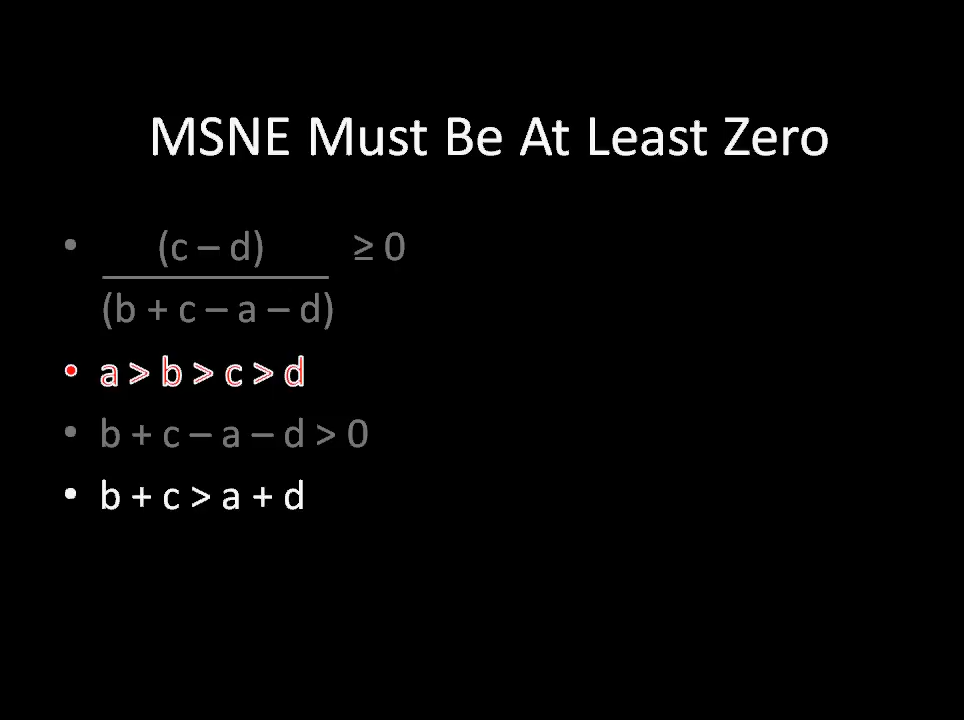 MSNE Must Be At Least Zero
• (c – d) ≥ 0
(b + c – a – d)
• a > b > c > d
• b + c – a – d > 0
• b + c > a + d